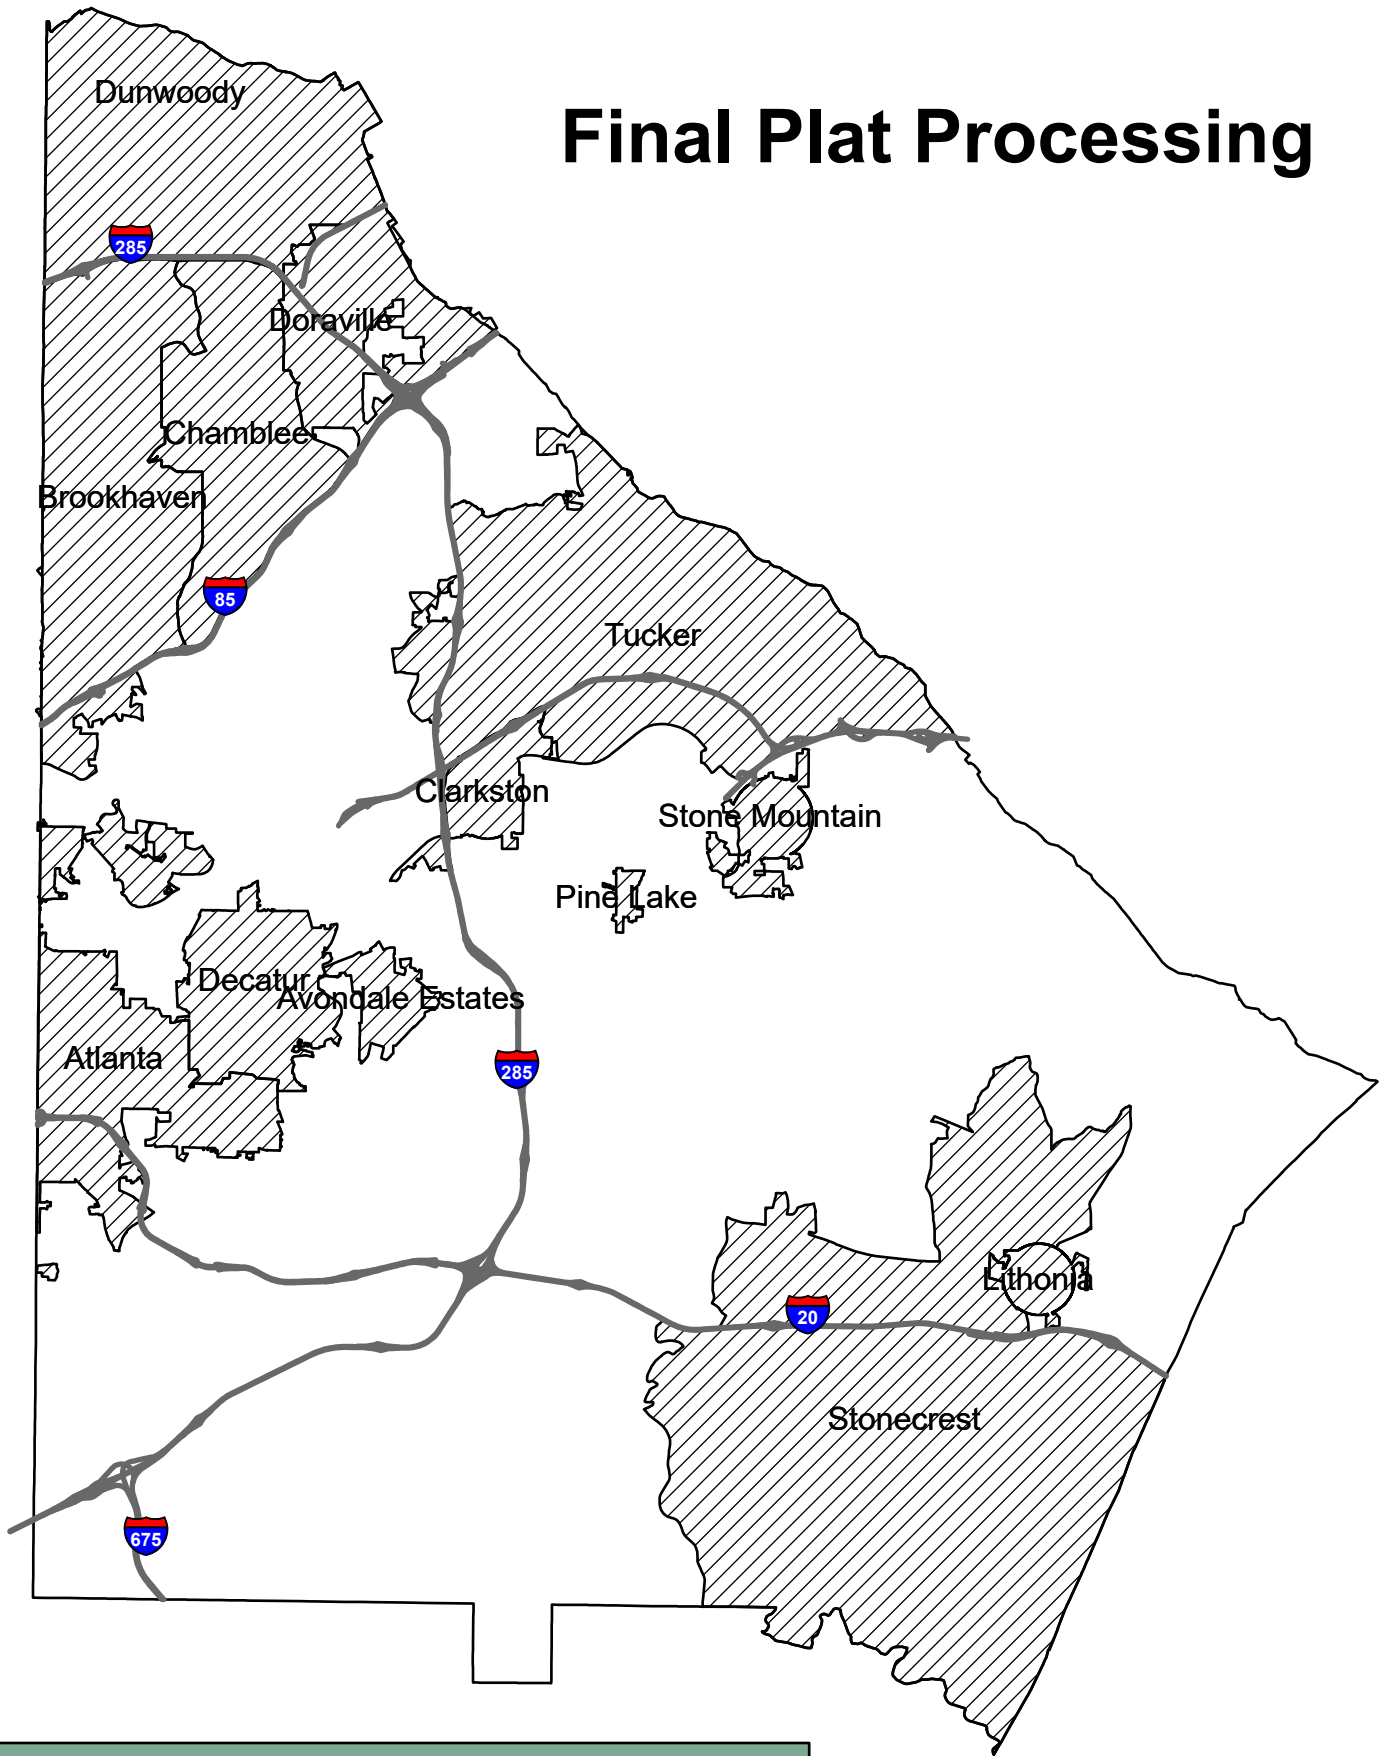 Dunwoody
Final Plat Processing
285
Doraville
Chamblee
Brookhaven
85
Tucker
Clarkston
Stone Mountain
Pine Lake
Decatur
Avondale Estates
Atlanta
285
Lithonia
20
Stonecrest
675